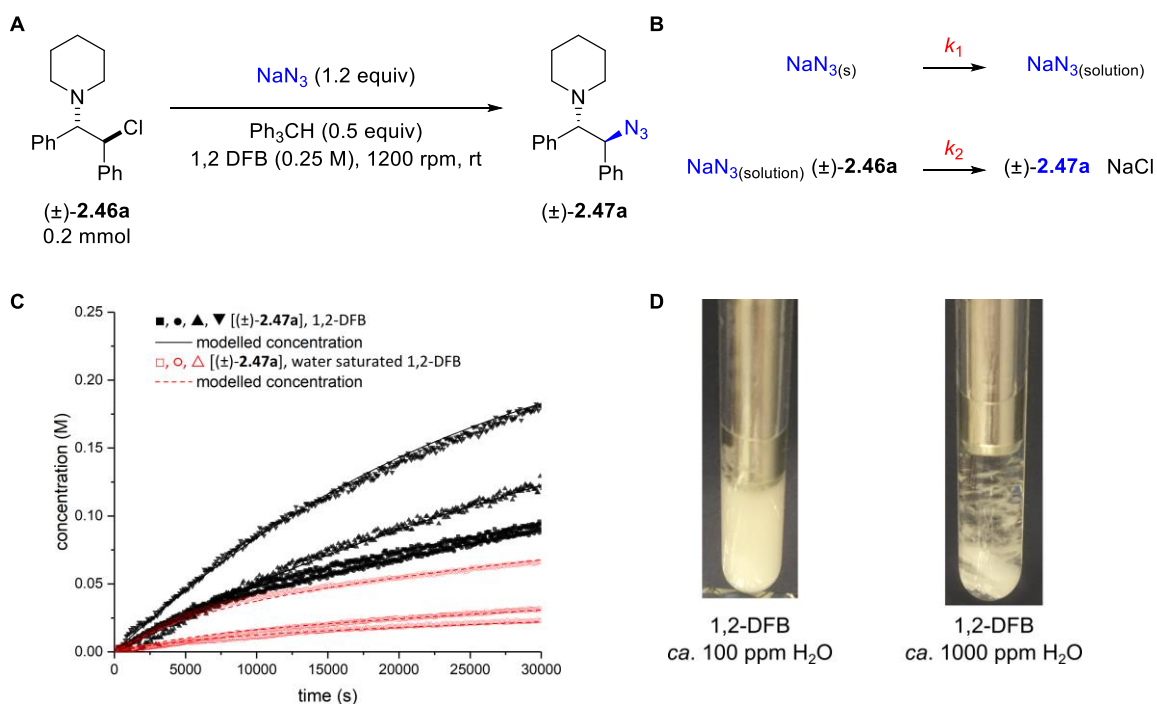 A
NaN₃ (1.2 equiv)
Ph₃CH (0.5 equiv)
1,2 DFB (0.25 M), 1200 rpm, rt
N
Ph
Cl
Ph
(±)-2.46a
0.2 mmol
N
Ph
N₃
Ph
(±)-2.47a
B
NaN₃(s)
k₁
NaN₃(solution)
NaN₃(solution) (±)-2.46a
k₂
(±)-2.47a NaCl
C
■, ●, ▲, ▼ [(±)-2.47a], 1,2-DFB
modelled concentration
□, ○, △ [(±)-2.47a], water saturated 1,2-DFB
modelled concentration
0.25
0.20
0.15
0.10
0.05
0.00
concentration (M)
0
5000
10000
15000
20000
25000
30000
time (s)
D
1,2-DFB
ca. 100 ppm H₂O
1,2-DFB
ca. 1000 ppm H₂O